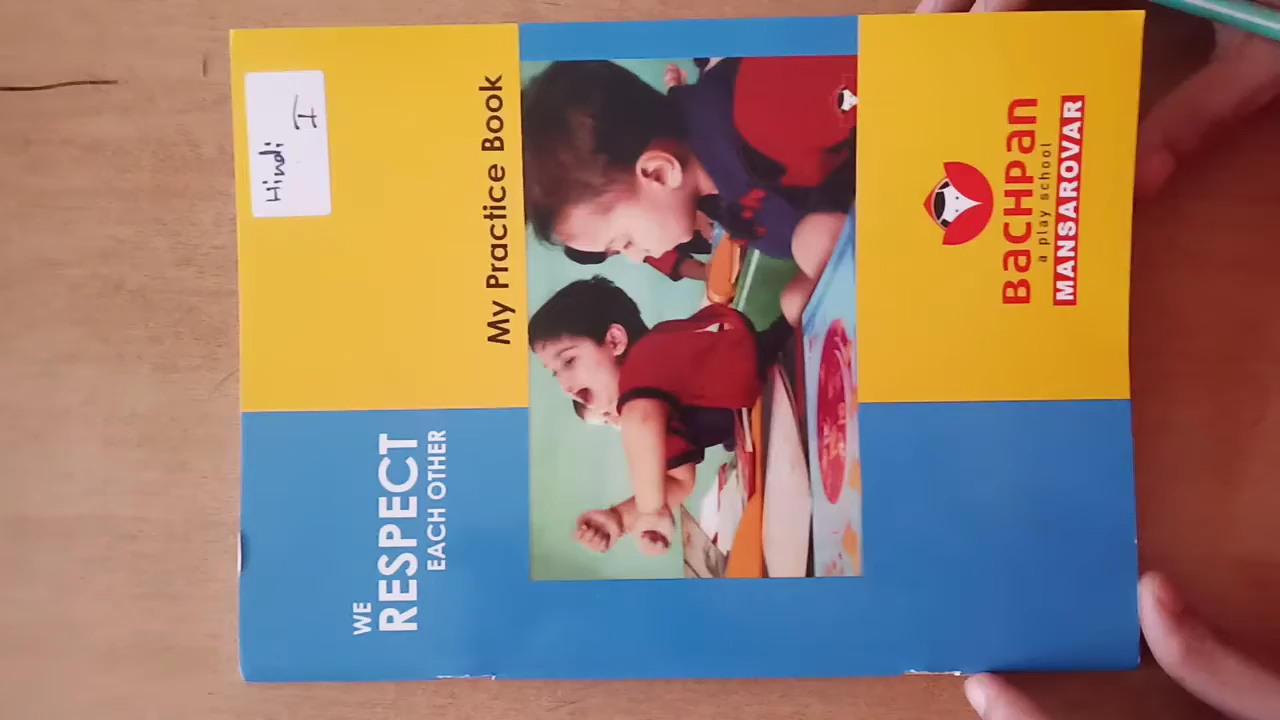 Hindi
I
My Practice Book
WE
RESPECT
EACH OTHER
BaCHPan
a play school
MANSAROVAR